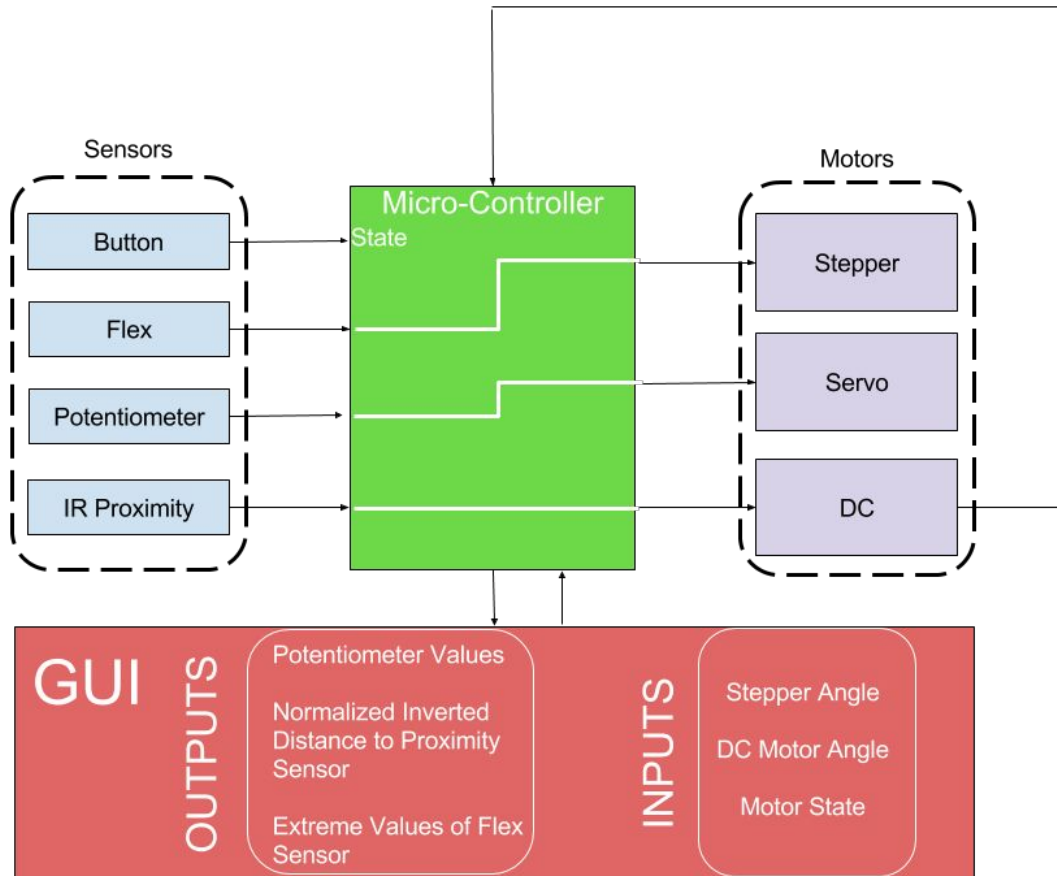 Sensors
Button
Flex
Potentiometer
IR Proximity
Micro-Controller
State
Motors
Stepper
Servo
DC
GUI
OUTPUTS
Potentiometer Values
Normalized Inverted
Distance to Proximity
Sensor
Extreme Values of Flex
Sensor
INPUTS
Stepper Angle
DC Motor Angle
Motor State